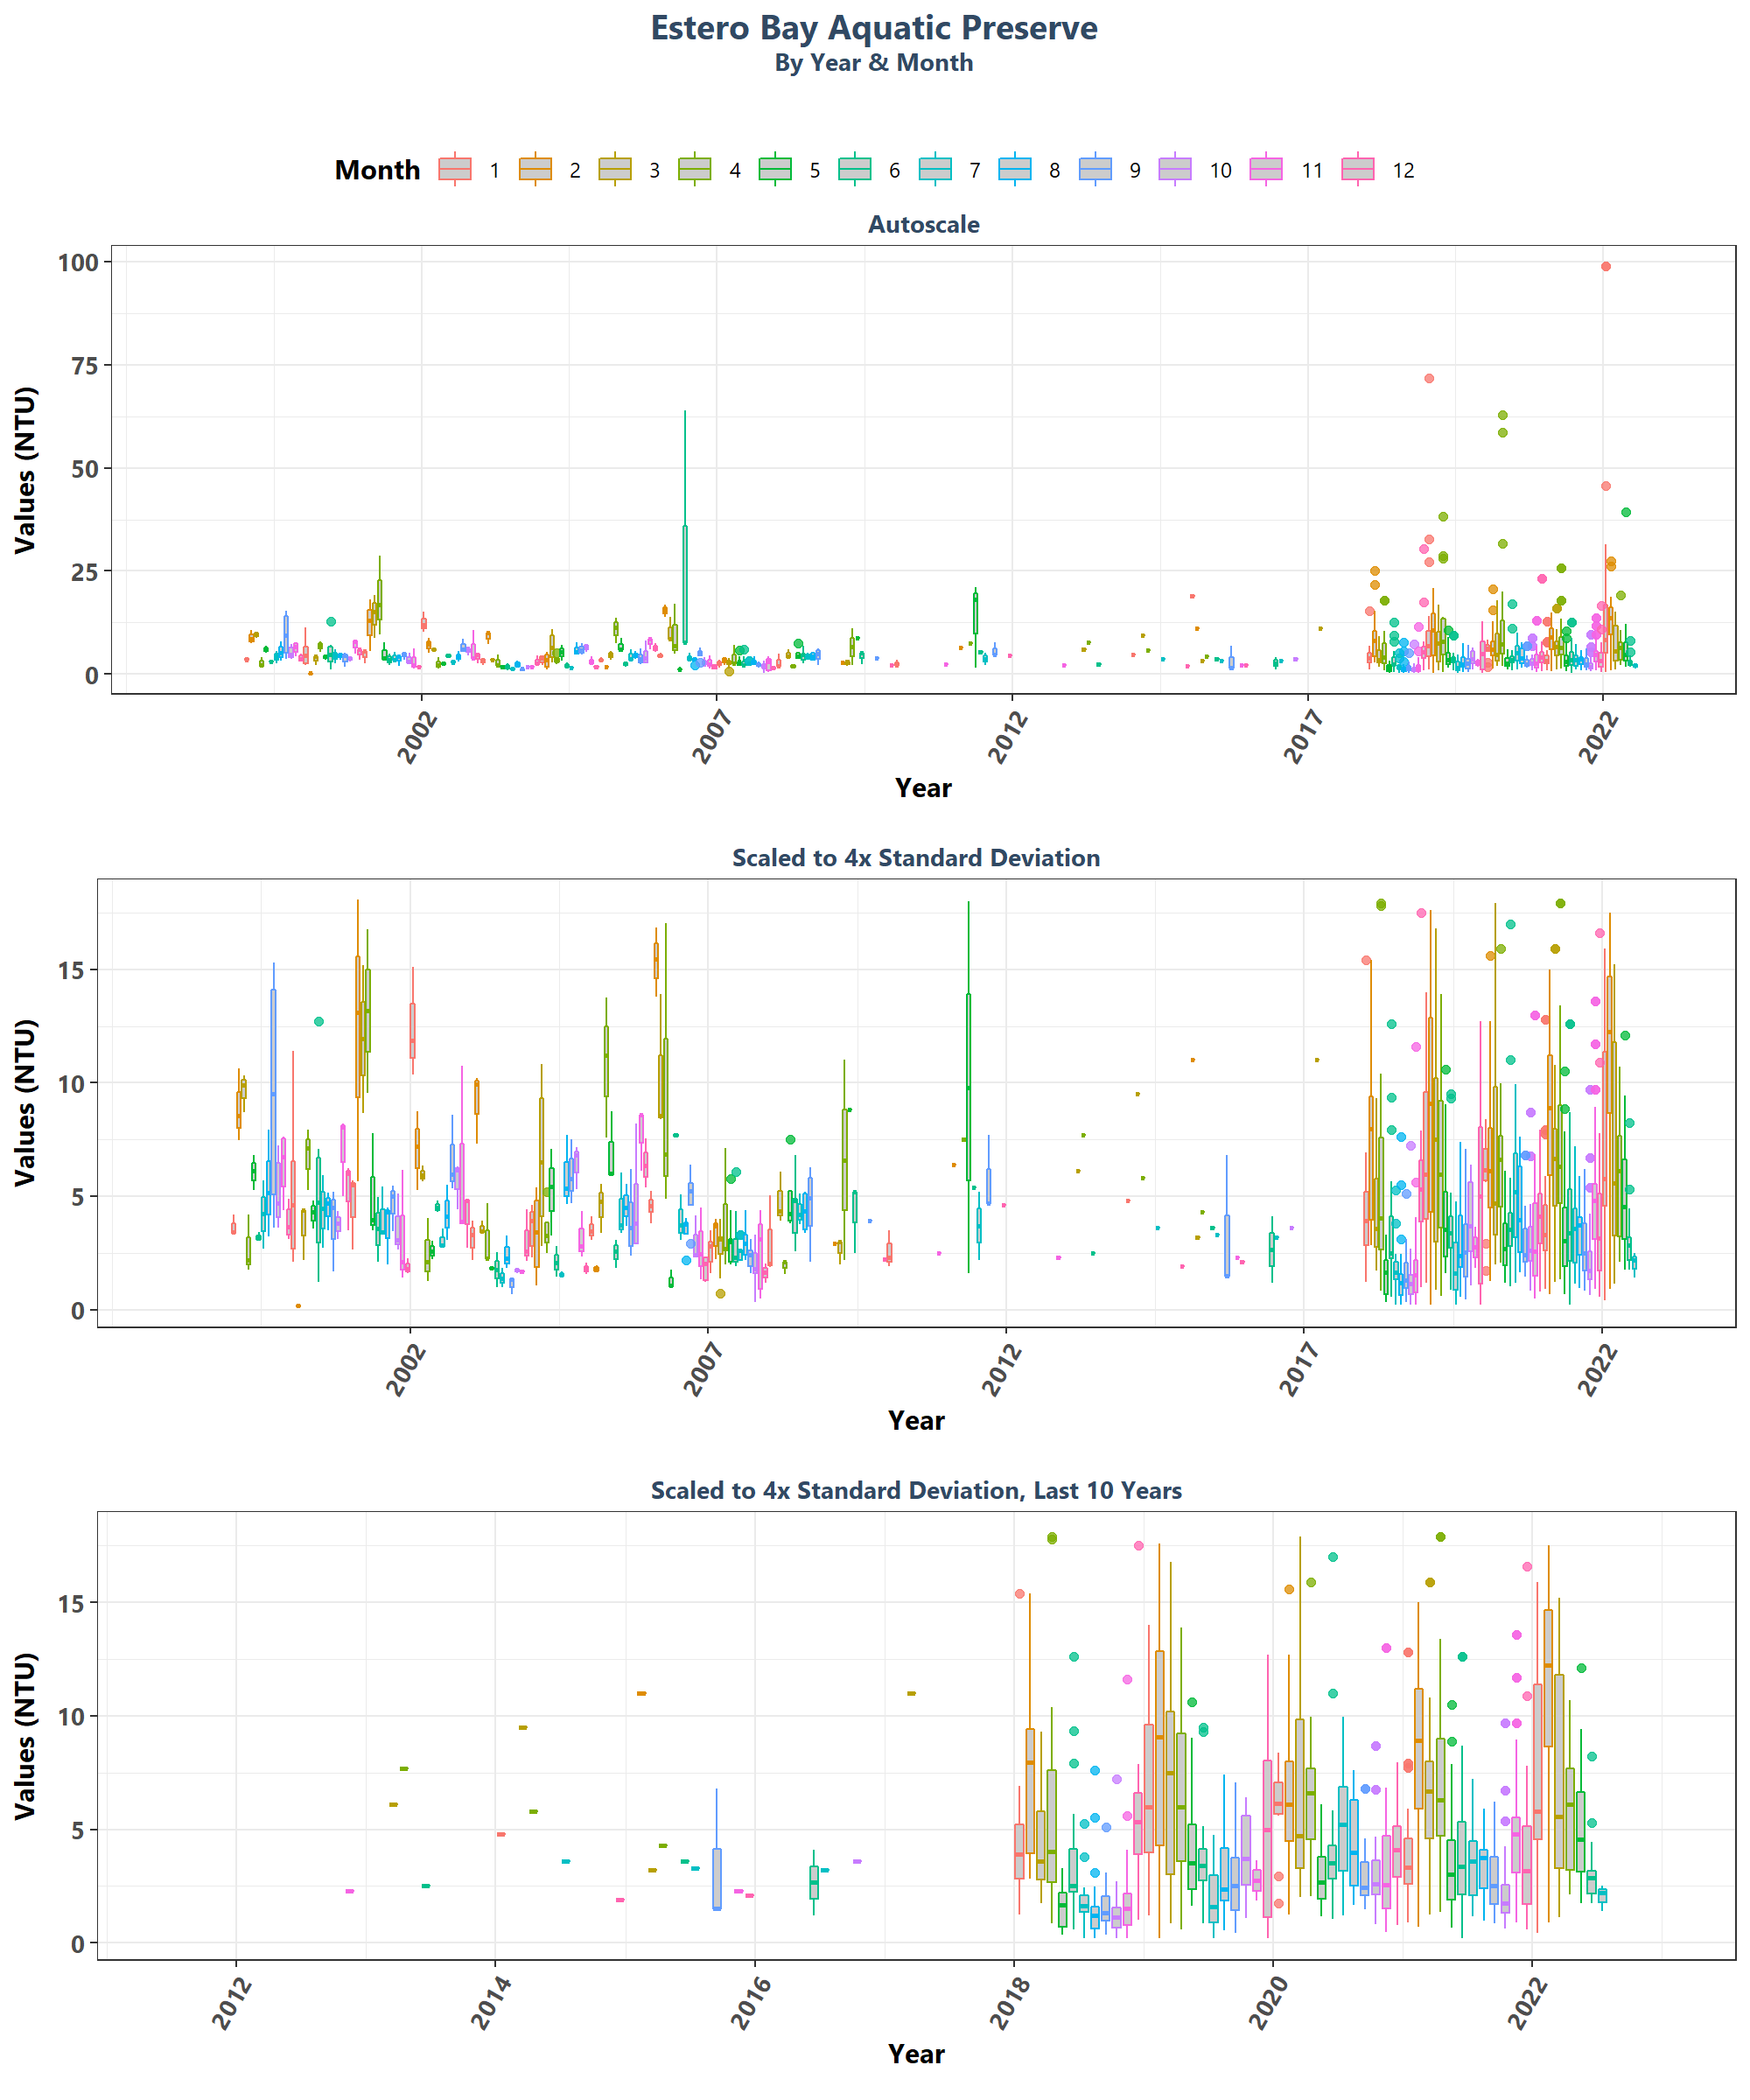 Estero Bay Aquatic Preserve
By Year & Month
Month 1 2 3 4 5 6 7 8 9 10 11 12
Autoscale
Values (NTU)
100
75
50
25
0
2002 2007 2012 2017 2022
Year
Scaled to 4x Standard Deviation
Values (NTU)
15
10
5
0
2002 2007 2012 2017 2022
Year
Scaled to 4x Standard Deviation, Last 10 Years
Values (NTU)
15
10
5
0
2012 2014 2016 2018 2020 2022
Year